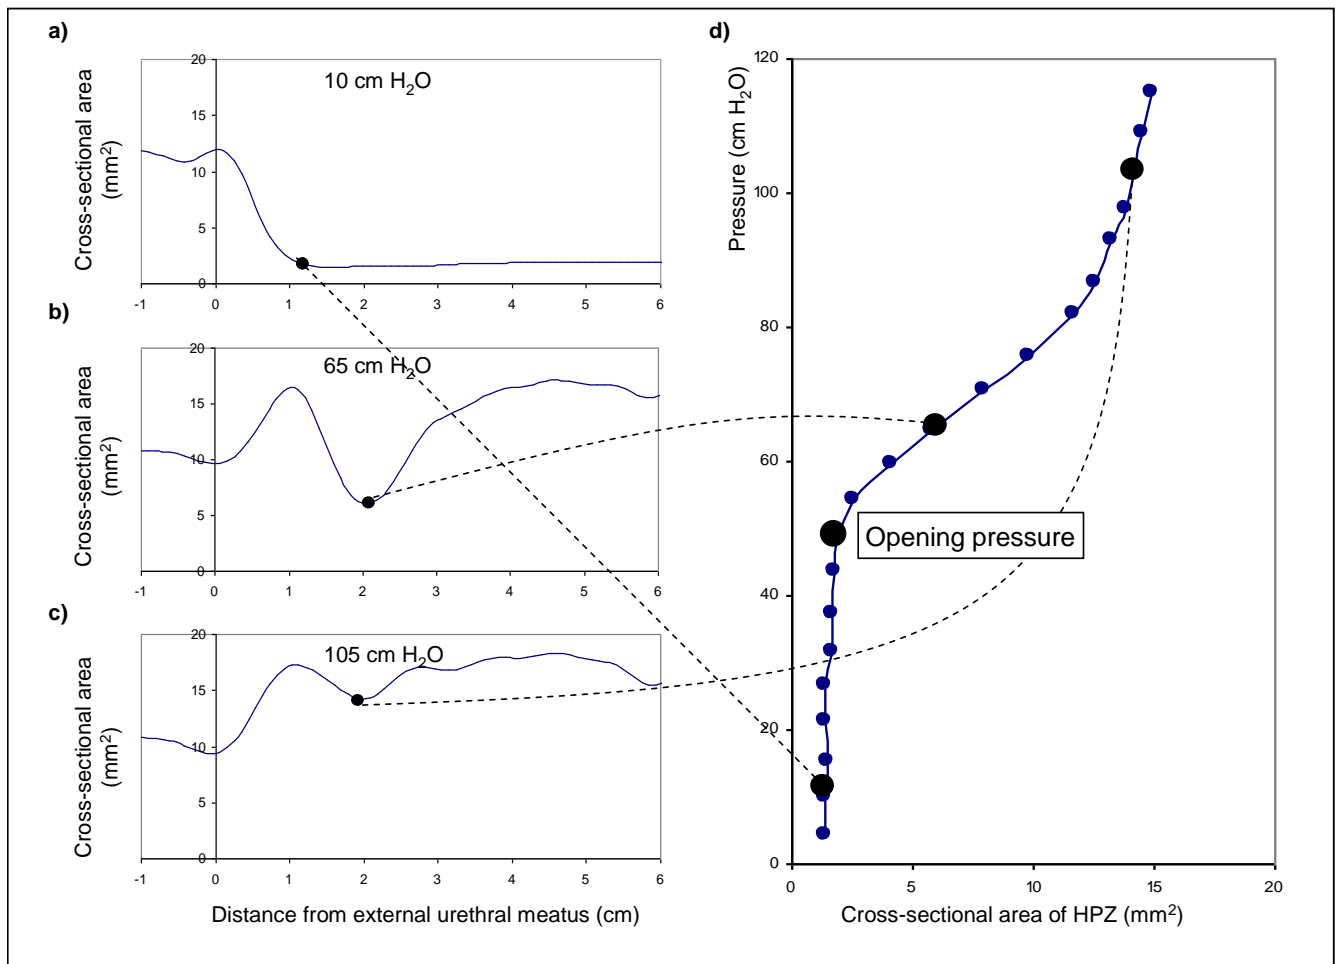 a)
Cross-sectional area
(mm²)
20
15
10
5
0
10 cm H₂O
-1 0 1 2 3 4 5 6
b)
Cross-sectional area
(mm²)
20
15
10
5
0
65 cm H₂O
-1 0 1 2 3 4 5 6
c)
Cross-sectional area
(mm²)
20
15
10
5
0
105 cm H₂O
-1 0 1 2 3 4 5 6
Distance from external urethral meatus (cm)
d)
Pressure (cm H₂O)
120
100
80
60
40
20
0
Opening pressure
0 5 10 15 20
Cross-sectional area of HPZ (mm²)